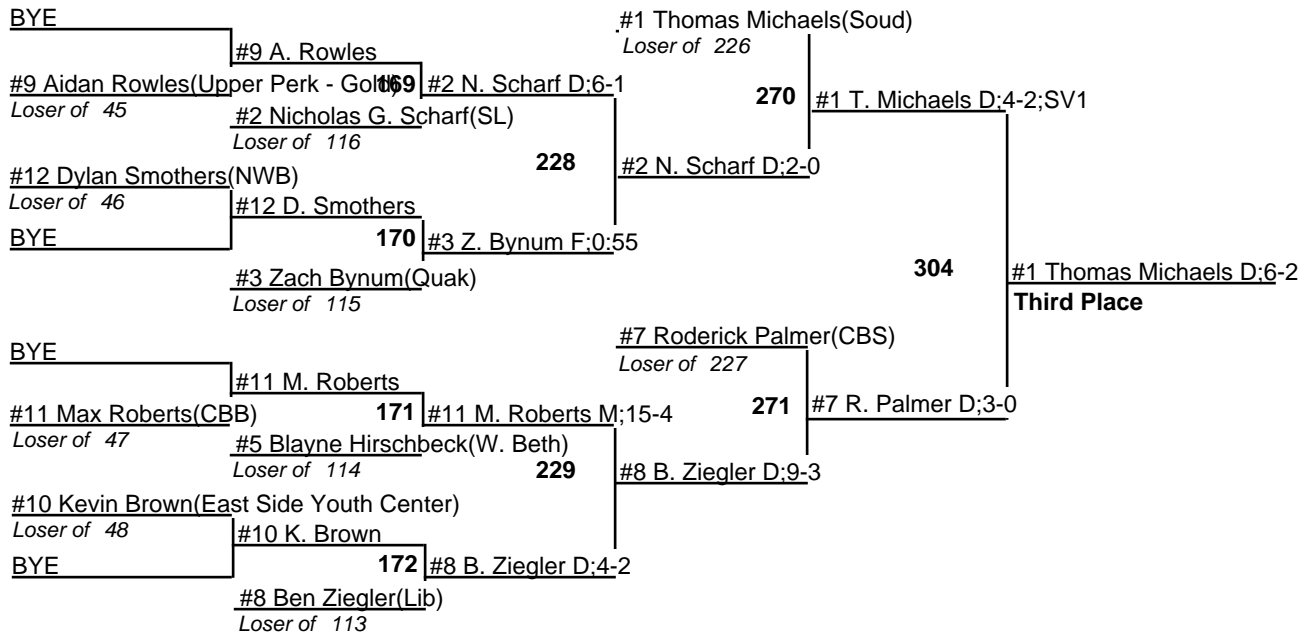 BYE
#9 A. Rowles
#9 Aidan Rowles(Upper Perk - Gold)
Loser of 45
169
#2 N. Scharf D;6-1
#2 Nicholas G. Scharf(SL)
Loser of 116
#12 Dylan Smothers(NWB)
Loser of 46
#12 D. Smothers
BYE
170
#3 Z. Bynum F;0:55
#3 Zach Bynum(Quak)
Loser of 115
228
#2 N. Scharf D;2-0
#1 Thomas Michaels(Soud)
Loser of 226
270
#1 T. Michaels D;4-2;SV1
BYE
#11 M. Roberts
#11 Max Roberts(CBB)
Loser of 47
171
#11 M. Roberts M;15-4
#5 Blayne Hirschbeck(W. Beth)
Loser of 114
#10 Kevin Brown(East Side Youth Center)
Loser of 48
#10 K. Brown
BYE
172
#8 B. Ziegler D;4-2
#8 Ben Ziegler(Lib)
Loser of 113
229
#8 B. Ziegler D;9-3
#7 Roderick Palmer(CBS)
Loser of 227
271
#7 R. Palmer D;3-0
304
#1 Thomas Michaels D;6-2
Third Place